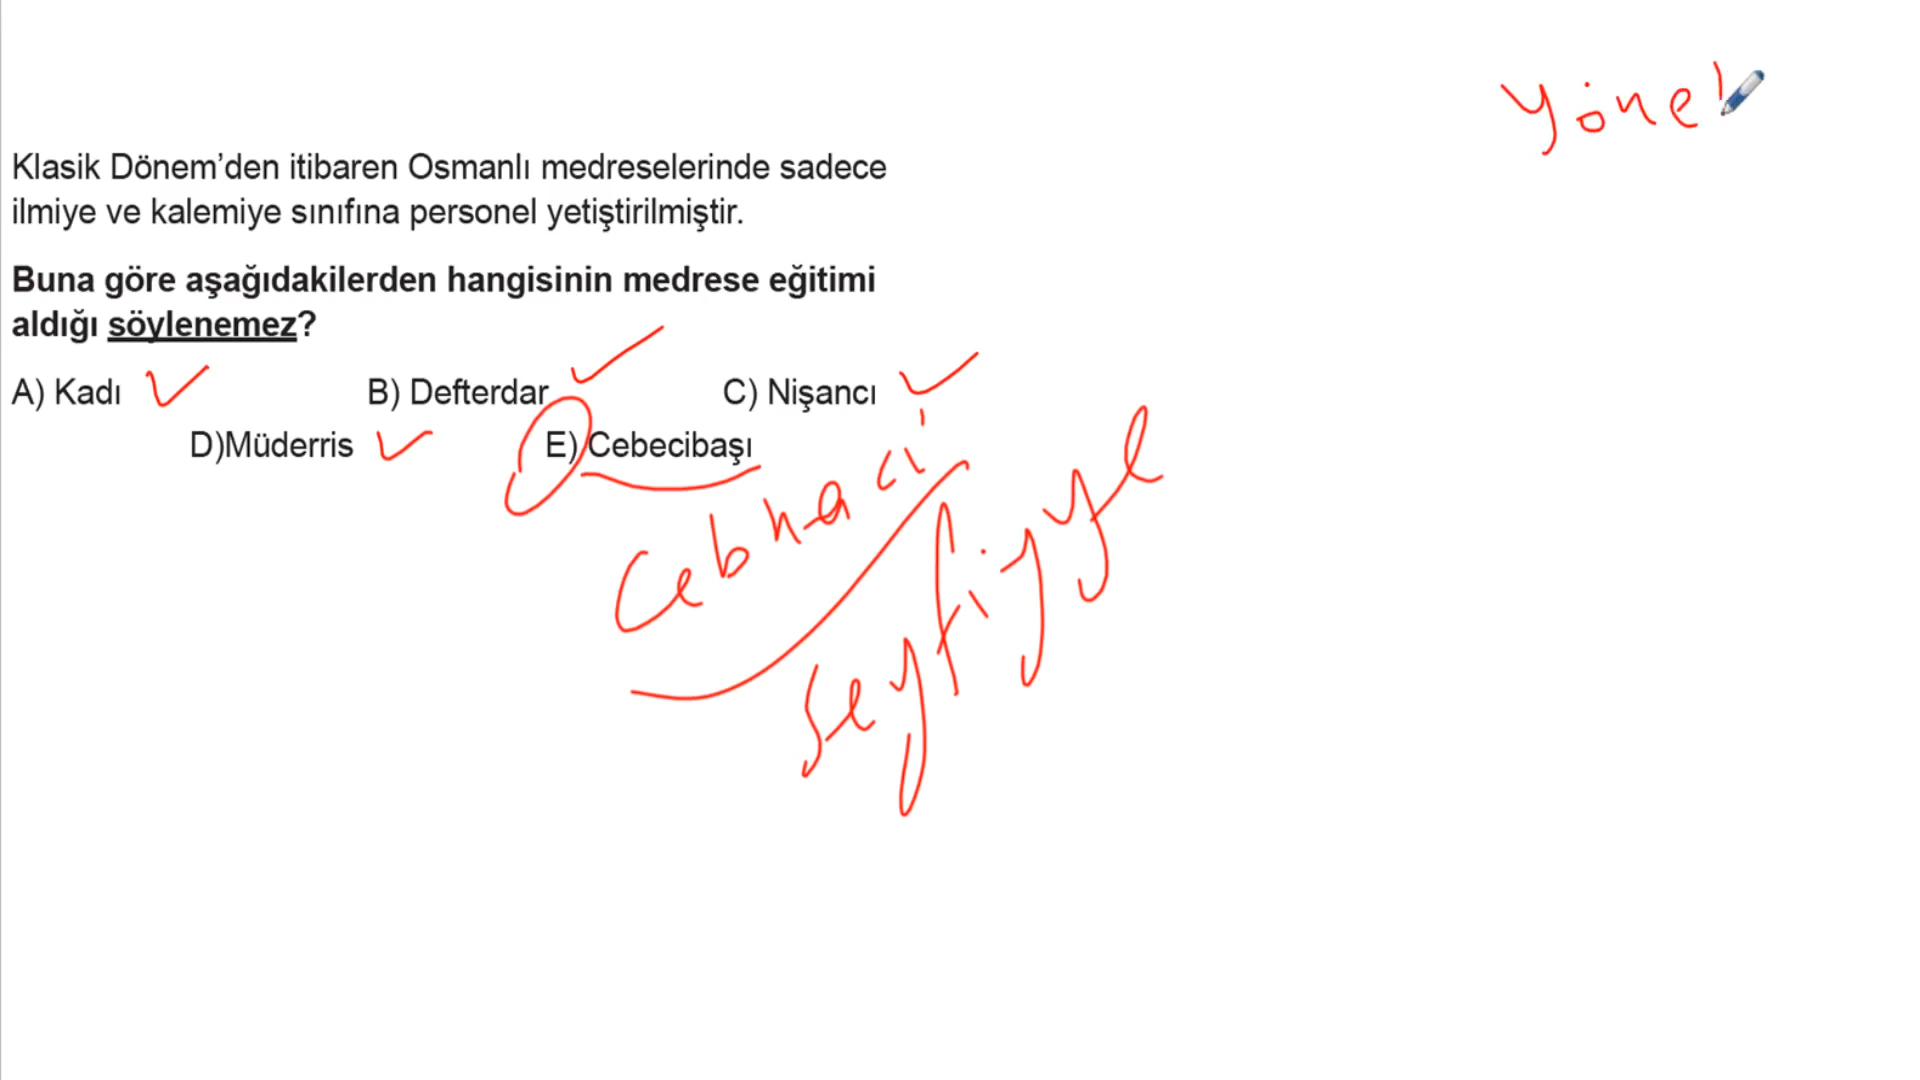 Yönet
Klasik Dönem’den itibaren Osmanlı medreselerinde sadece
ilmiye ve kalemiye sınıfına personel yetiştirilmiştir.
Buna göre aşağıdakilerden hangisinin medrese eğitimi
aldığı söylenemez?
A) Kadı B) Defterdar C) Nişancı
D)Müderris E) Cebecibaşı
Cebhaci
Seyfiyye